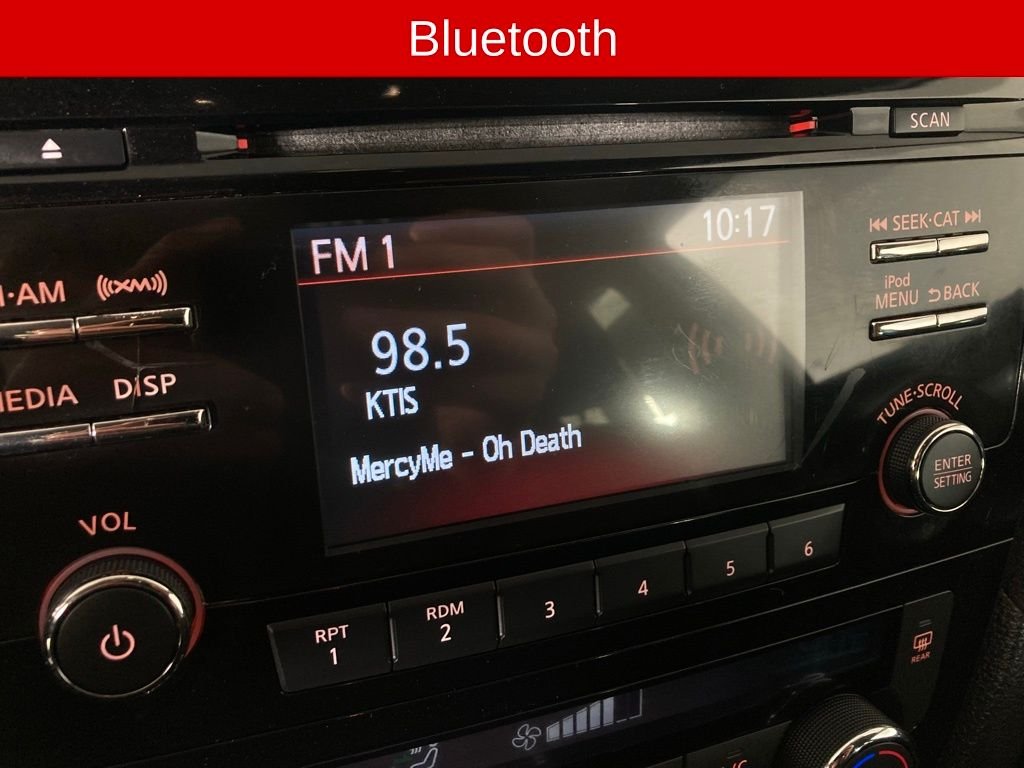 Bluetooth
SCAN
FM 1
10:17
SEEK·CAT
·AM
((XM))
iPod
MENU
BACK
98.5
KTIS
MEDIA
DISP
MercyMe - Oh Death
TUNE·SCROLL
ENTER
SETTING
VOL
RPT
1
RDM
2
3
4
5
6
REAR